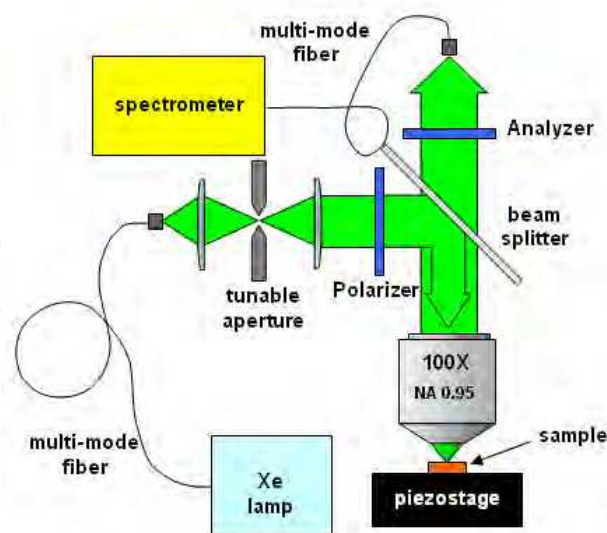 multi-mode
fiber
spectrometer
Analyzer
beam
splitter
tunable
aperture
Polarizer
100X
NA 0.95
sample
multi-mode
fiber
Xe
lamp
piezostage